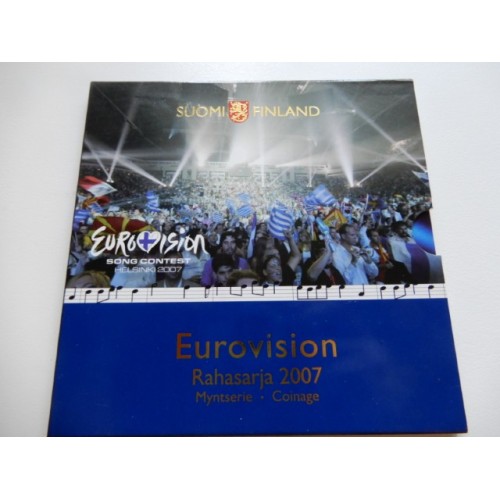 SUOMI FINLAND
EUROVISION
SONG CONTEST
HELSINKI 2007
Eurovision
Rahasarja 2007
Myntserie · Coinage